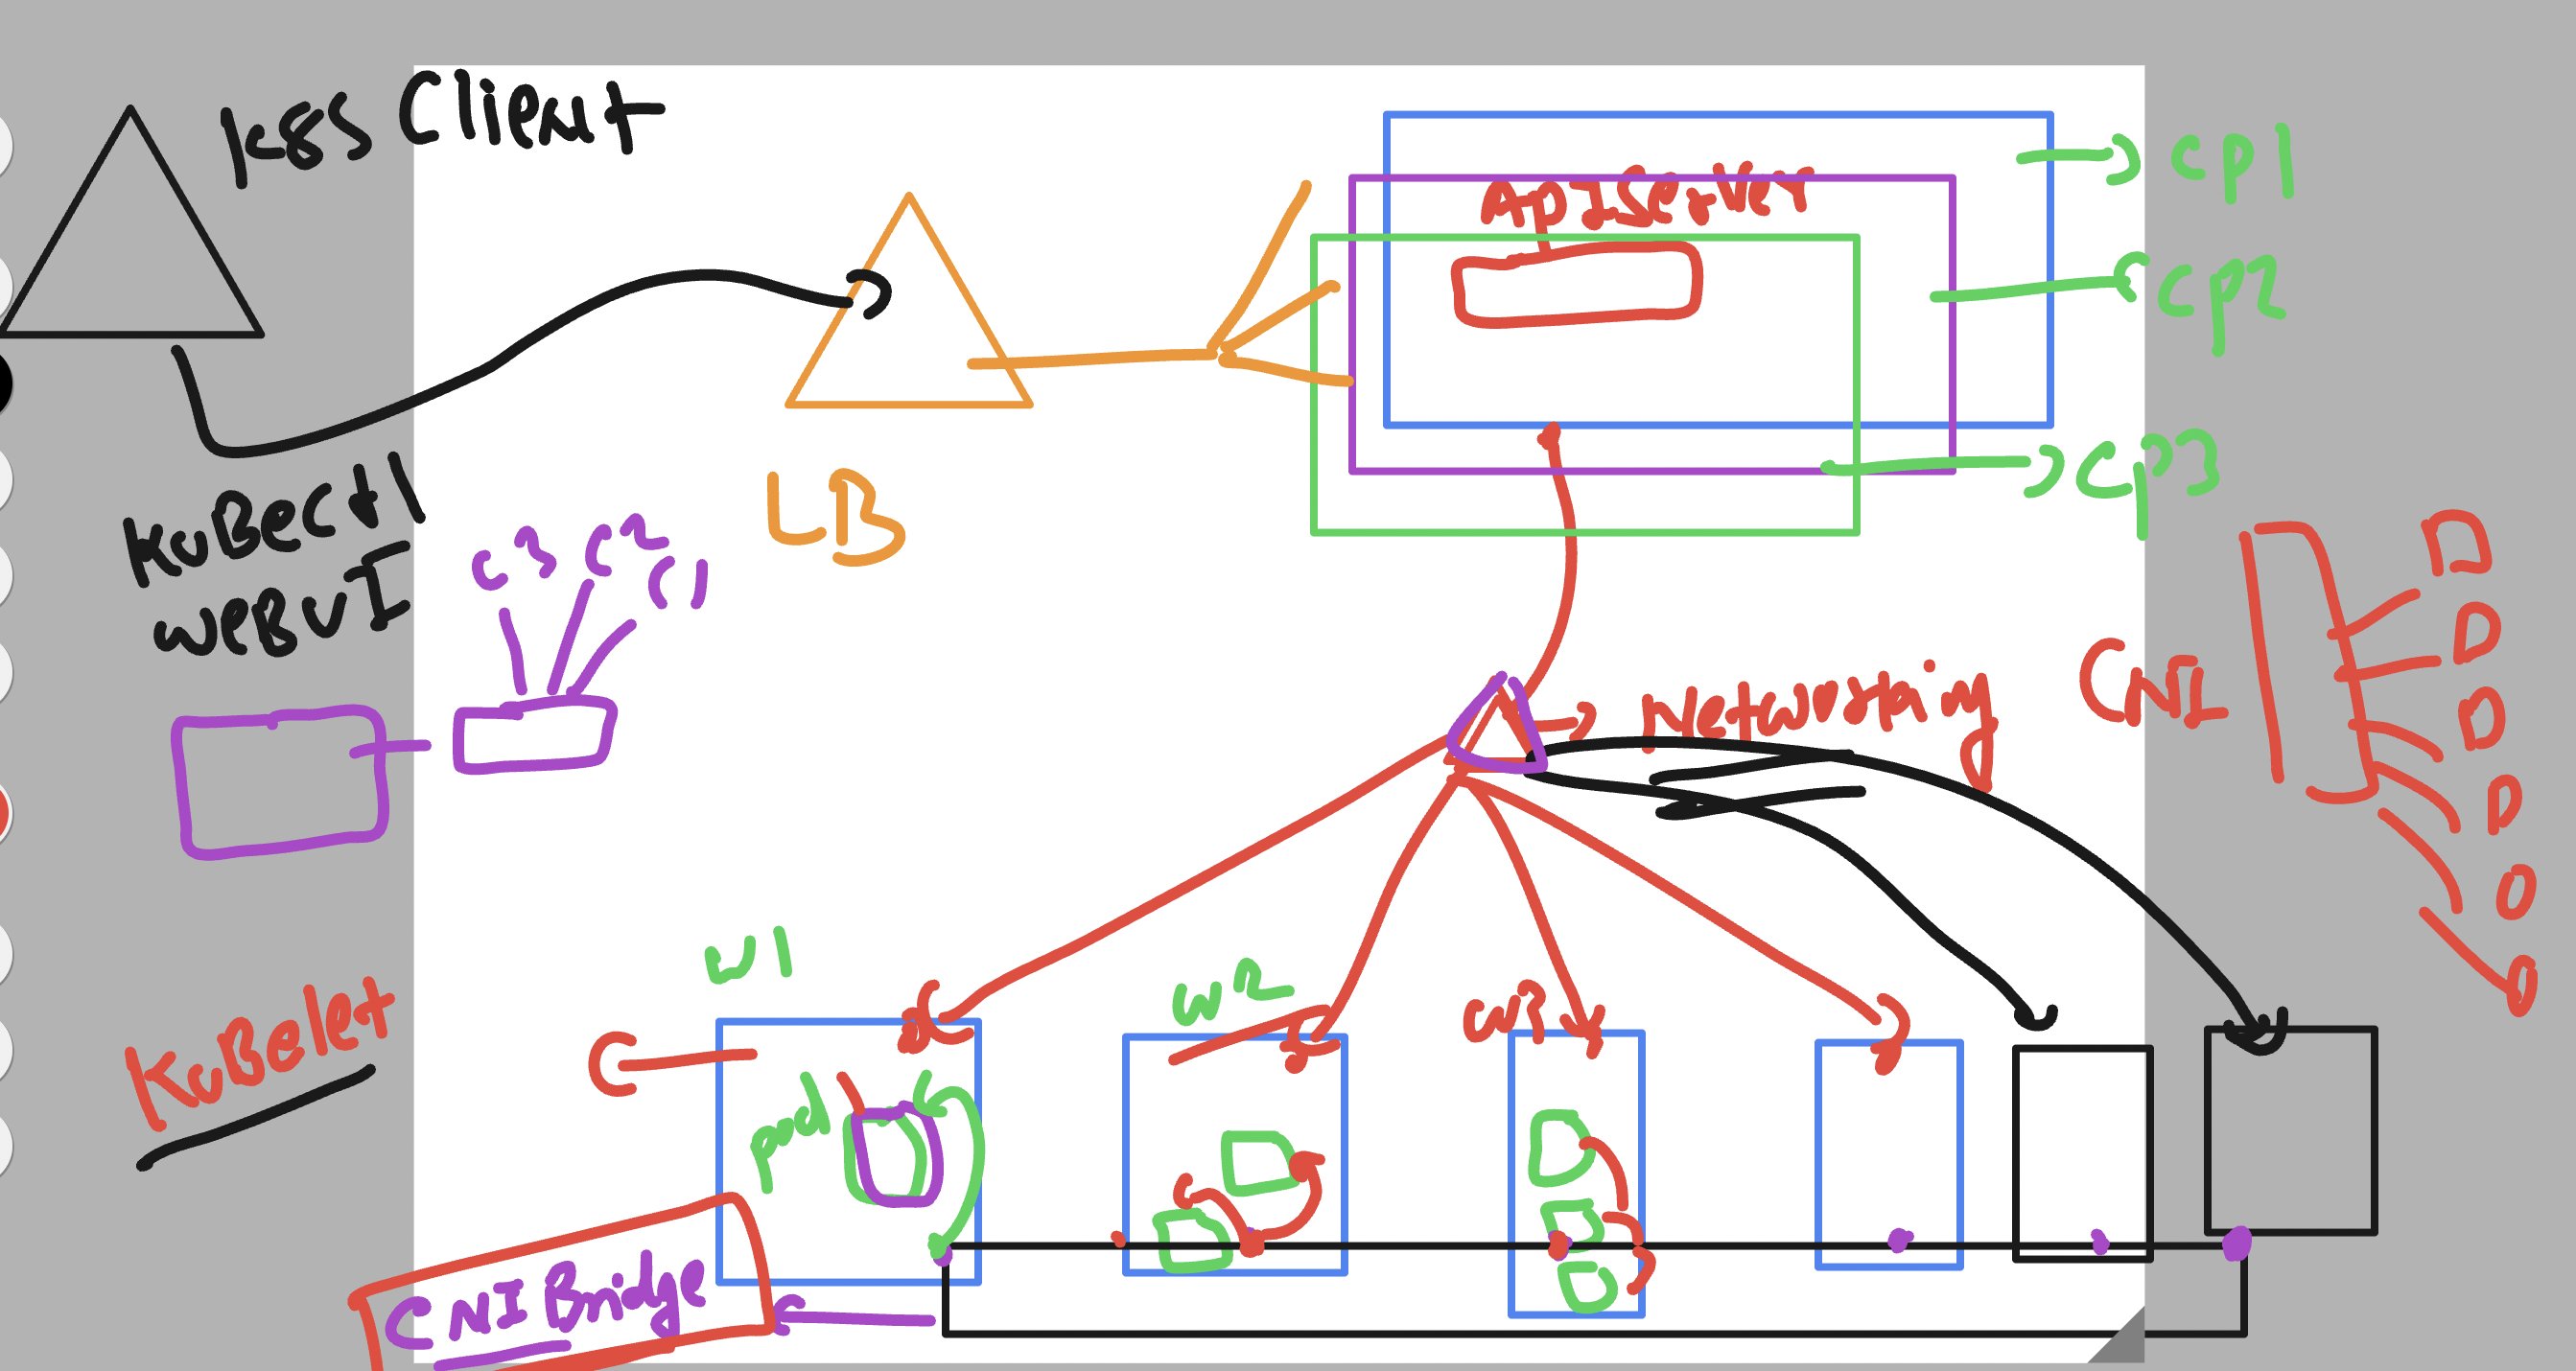 K8S Client
APISerVer
cp1
cp2
cp3
KuBectl
WeBUI
LB
c3 c2 c1
Networking
CNI
w1
w2
KuBelet
pod
CNI Bridge